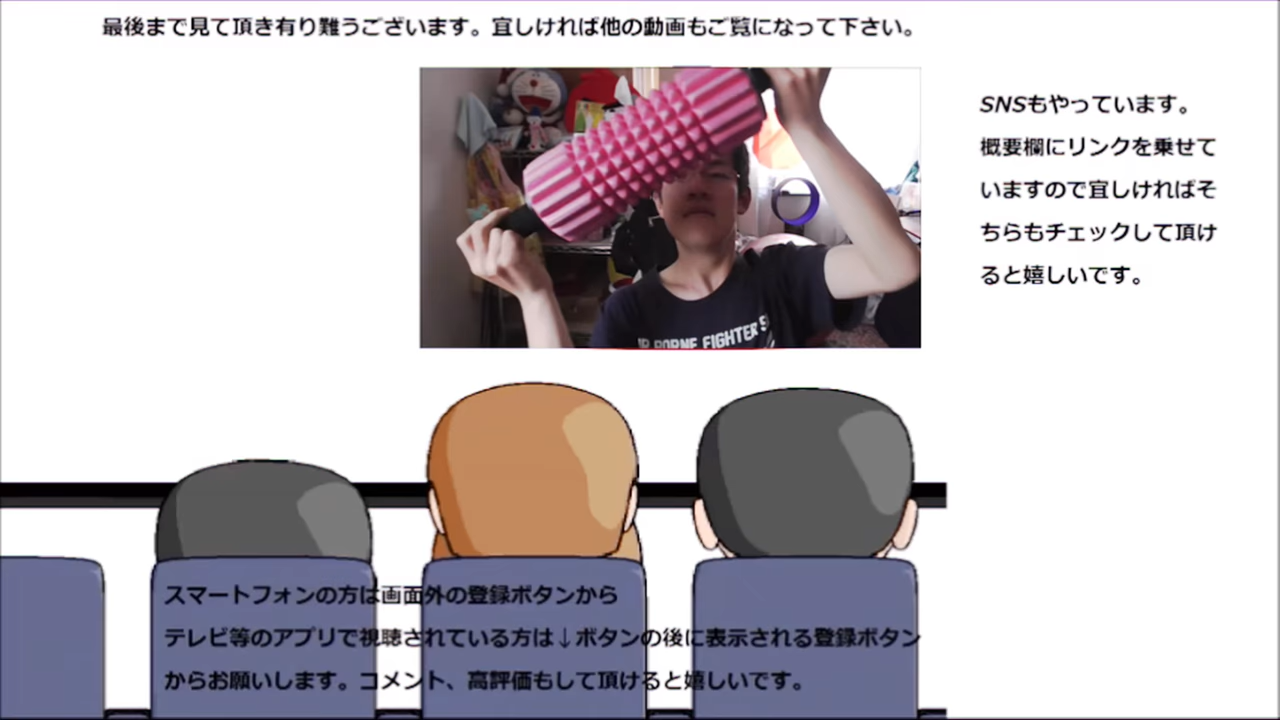 最後まで見て頂き有り難うございます。宜しければ他の動画もご覧になって下さい。
SNSもやっています。
概要欄にリンクを乗せて
いますので宜しければそ
ちらもチェックして頂け
ると嬉しいです。
FIGHTER
スマートフォンの方は画面外の登録ボタンから
テレビ等のアプリで視聴されている方は↓ボタンの後に表示される登録ボタン
からお願いします。コメント、高評価もして頂けると嬉しいです。